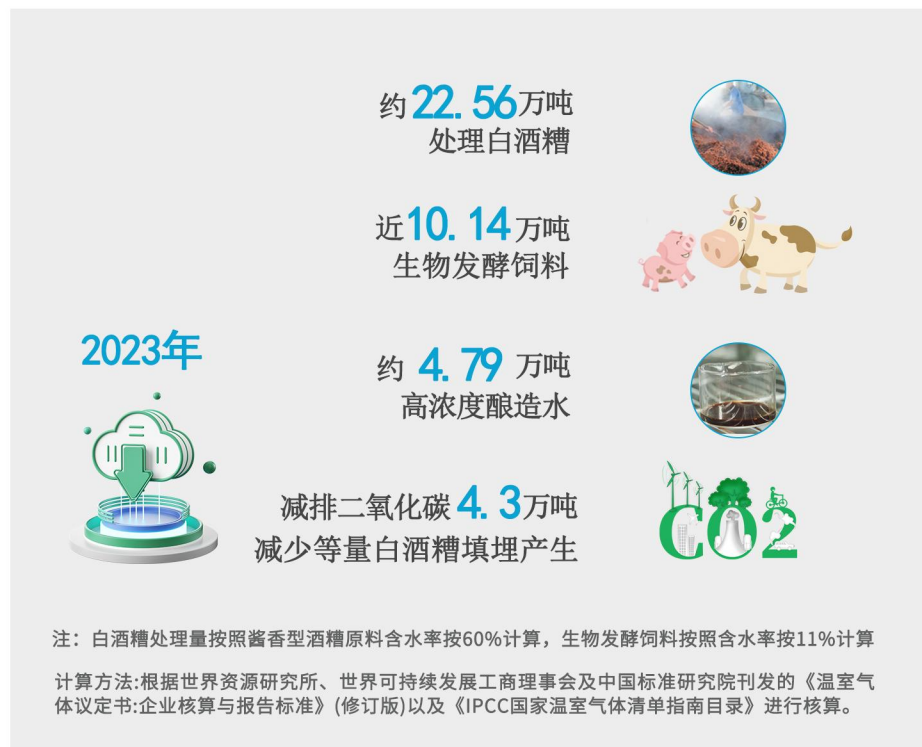 约22.56万吨
处理白酒糟
近10.14万吨
生物发酵饲料
2023年
约 4.79 万吨
高浓度酿造水
减排二氧化碳4.3万吨
减少等量白酒糟填埋产生
CO2
注：白酒糟处理量按照酱香型酒糟原料含水率按60%计算，生物发酵饲料按照含水率按11%计算
计算方法:根据世界资源研究所、世界可持续发展工商理事会及中国标准研究院刊发的《温室气
体议定书:企业核算与报告标准》(修订版)以及《IPCC国家温室气体清单指南目录》进行核算。